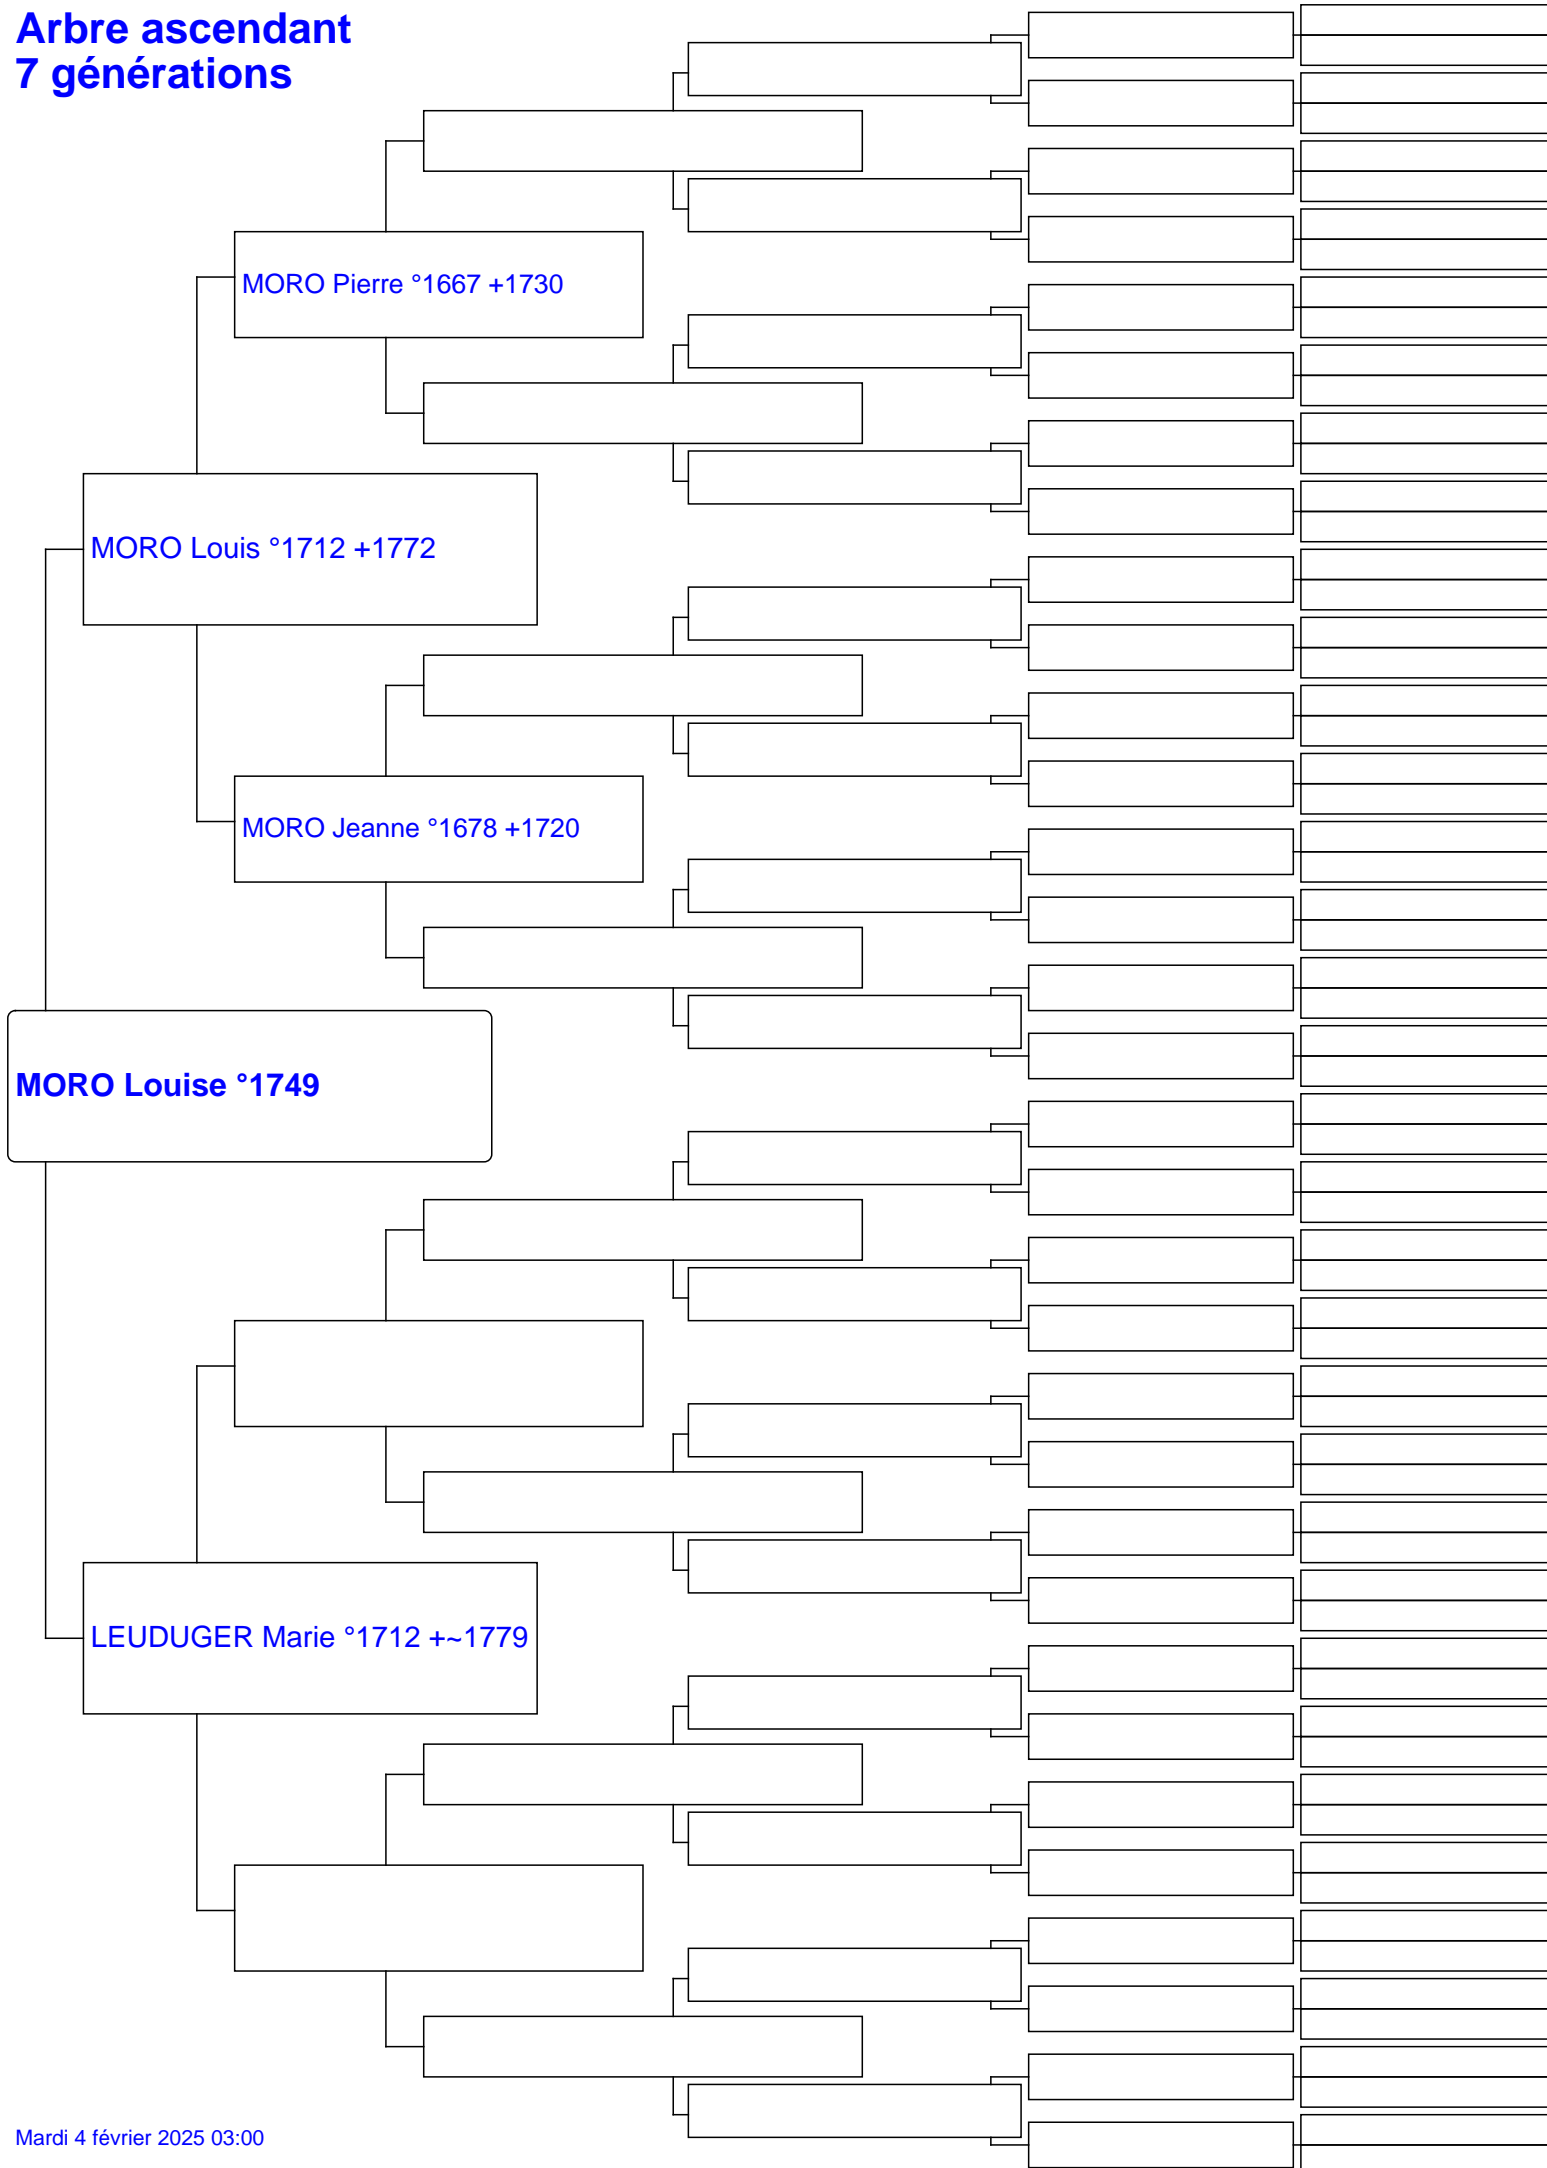 Arbre ascendant
7 générations
MORO Pierre °1667 +1730
MORO Louis °1712 +1772
MORO Jeanne °1678 +1720
MORO Louise °1749
LEUDUGER Marie °1712 +~1779
Mardi 4 février 2025 03:00